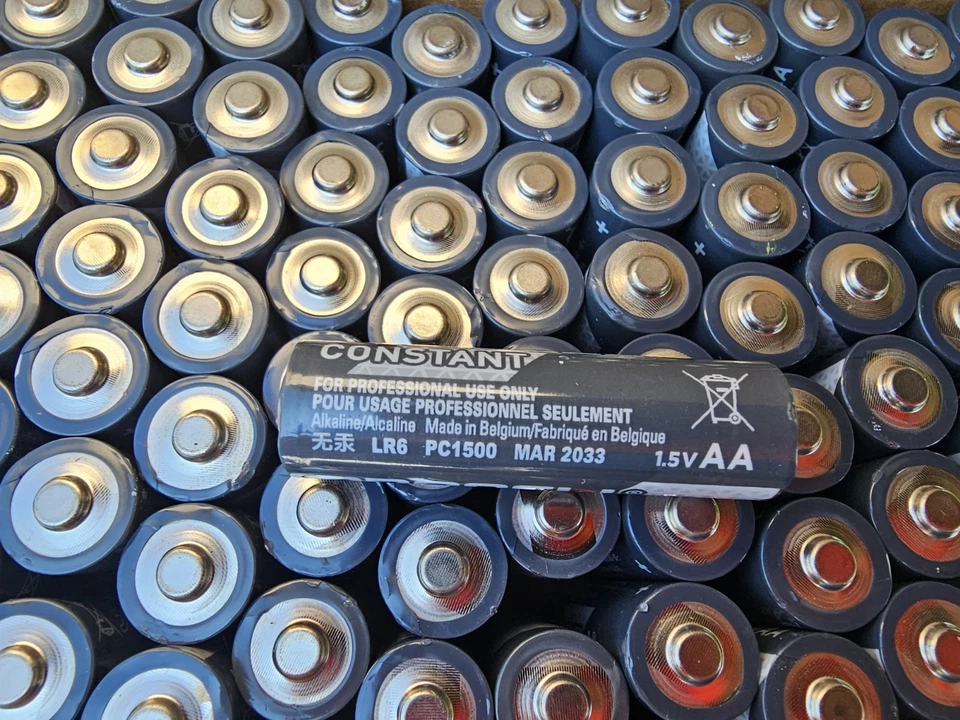 CONSTANT
FOR PROFESSIONAL USE ONLY
POUR USAGE PROFESSIONNEL SEULEMENT
Alkaline/Alcaline Made in Belgium/Fabriqué en Belgique
无汞 LR6 PC1500 MAR 2033
1.5V AA